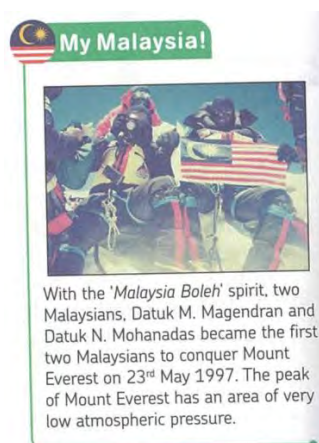 My Malaysia!
With the 'Malaysia Boleh' spirit, two
Malaysians, Datuk M. Magendran and
Datuk N. Mohanadas became the first
two Malaysians to conquer Mount
Everest on 23rd May 1997. The peak
of Mount Everest has an area of very
low atmospheric pressure.